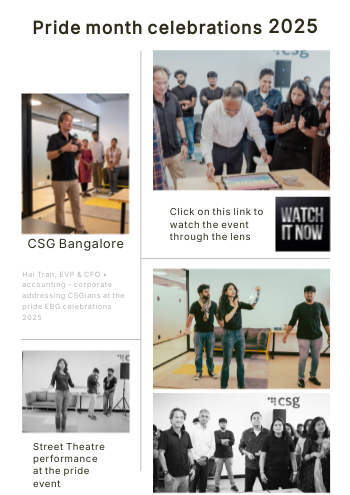 Pride month celebrations 2025
csg
Click on this link to
watch the event
through the lens
WATCH
IT NOW
CSG Bangalore
Hai Tran, EVP & CFO •
accounting - corporate
addressing CSGians at the
pride EBG celebrations
2025
csg
Street Theatre
performance
at the pride
event
csg